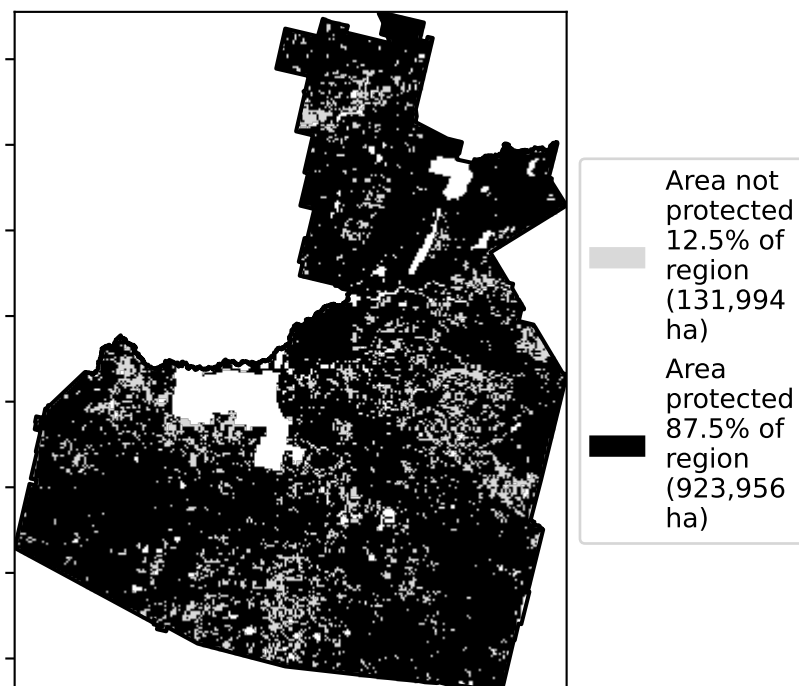 Area not
protected
12.5% of
region
(131,994
ha)
Area
protected
87.5% of
region
(923,956
ha)